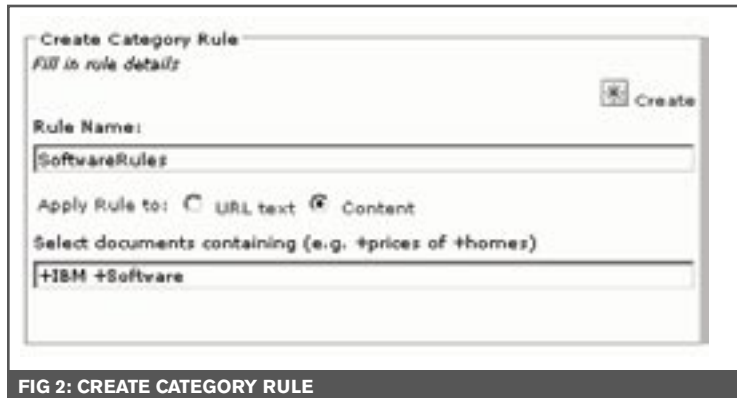 Create Category Rule
Fill in rule details
Create
Rule Name:
SoftwareRules
Apply Rule to: URL text Content
Select documents containing (e.g. +prices of +homes)
+IBM +Software
FIG 2: CREATE CATEGORY RULE